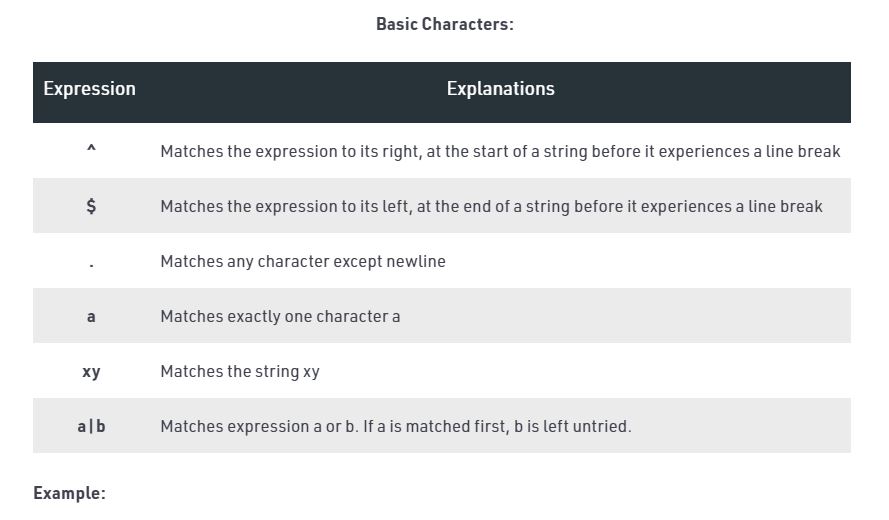 Basic Characters:
Expression Explanations
^ Matches the expression to its right, at the start of a string before it experiences a line break
$ Matches the expression to its left, at the end of a string before it experiences a line break
. Matches any character except newline
a Matches exactly one character a
xy Matches the string xy
a|b Matches expression a or b. If a is matched first, b is left untried.
Example: